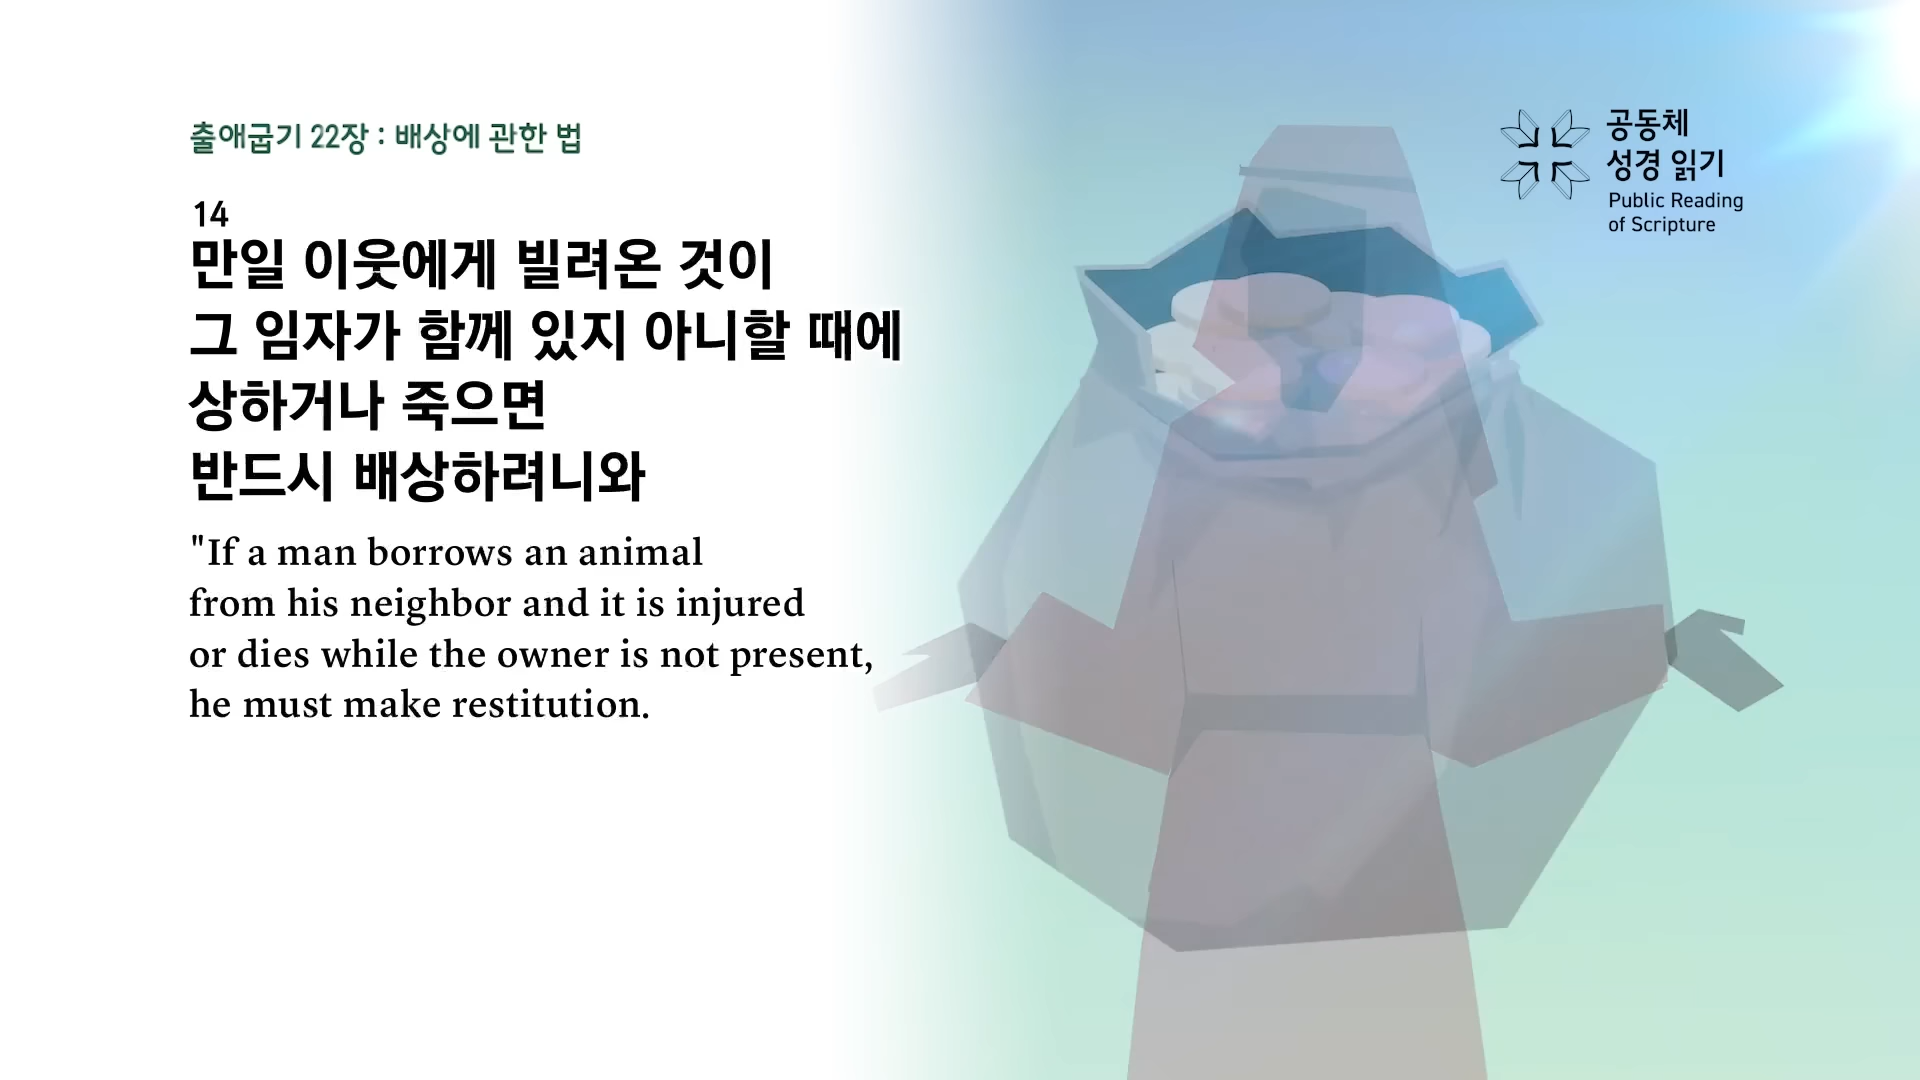 출애굽기 22장 : 배상에 관한 법
14
만일 이웃에게 빌려온 것이
그 임자가 함께 있지 아니할 때에
상하거나 죽으면
반드시 배상하려니와
"If a man borrows an animal
from his neighbor and it is injured
or dies while the owner is not present,
he must make restitution.
공동체
성경 읽기
Public Reading
of Scripture